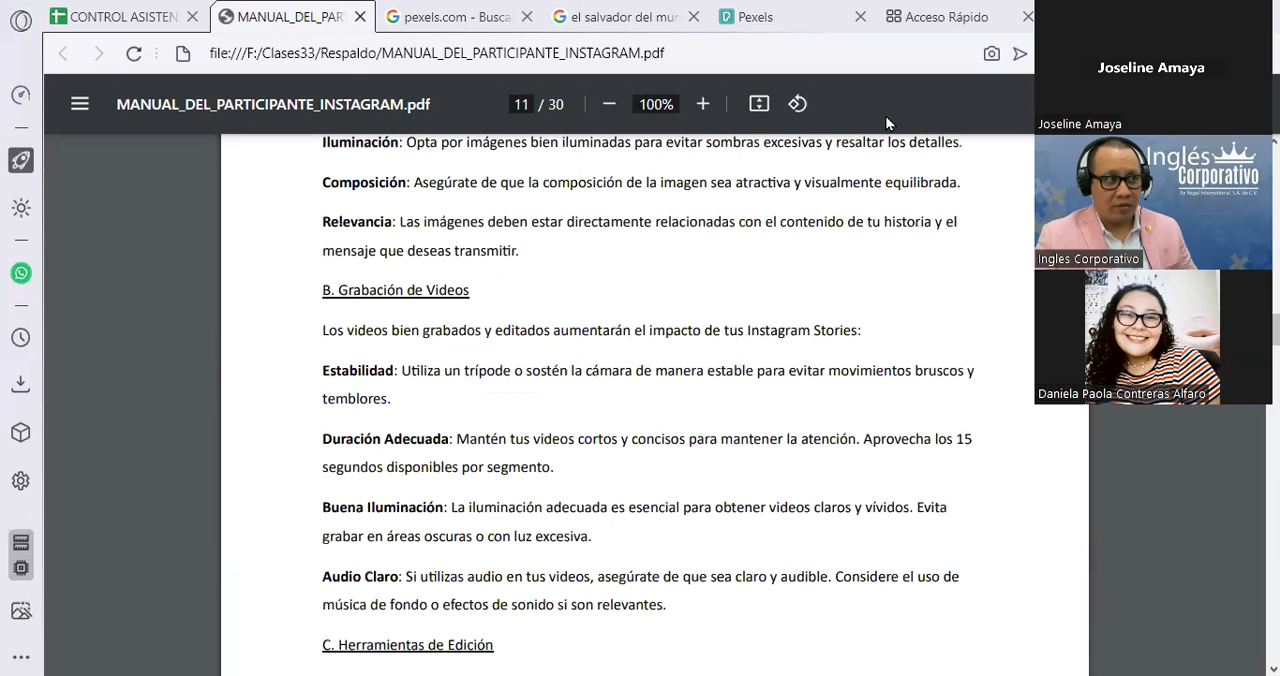 CONTROL ASISTEN
MANUAL_DEL_PAR
pexels.com - Busca
el salvador del mu
Pexels
Acceso Rápido
file:///F:/Clases33/Respaldo/MANUAL_DEL_PARTICIPANTE_INSTAGRAM.pdf
MANUAL_DEL_PARTICIPANTE_INSTAGRAM.pdf
11 / 30
100%
Iluminación: Opta por imágenes bien iluminadas para evitar sombras excesivas y resaltar los detalles.
Composición: Asegúrate de que la composición de la imagen sea atractiva y visualmente equilibrada.
Relevancia: Las imágenes deben estar directamente relacionadas con el contenido de tu historia y el
mensaje que deseas transmitir.
B. Grabación de Videos
Los videos bien grabados y editados aumentarán el impacto de tus Instagram Stories:
Estabilidad: Utiliza un trípode o sostén la cámara de manera estable para evitar movimientos bruscos y
temblores.
Duración Adecuada: Mantén tus videos cortos y concisos para mantener la atención. Aprovecha los 15
segundos disponibles por segmento.
Buena Iluminación: La iluminación adecuada es esencial para obtener videos claros y vívidos. Evita
grabar en áreas oscuras o con luz excesiva.
Audio Claro: Si utilizas audio en tus videos, asegúrate de que sea claro y audible. Considere el uso de
música de fondo o efectos de sonido si son relevantes.
C. Herramientas de Edición
Joseline Amaya
Joseline Amaya
Inglés
Corporativo
By Regal International, S.A. de C.V.
Ingles Corporativo
Daniela Paola Contreras Alfaro